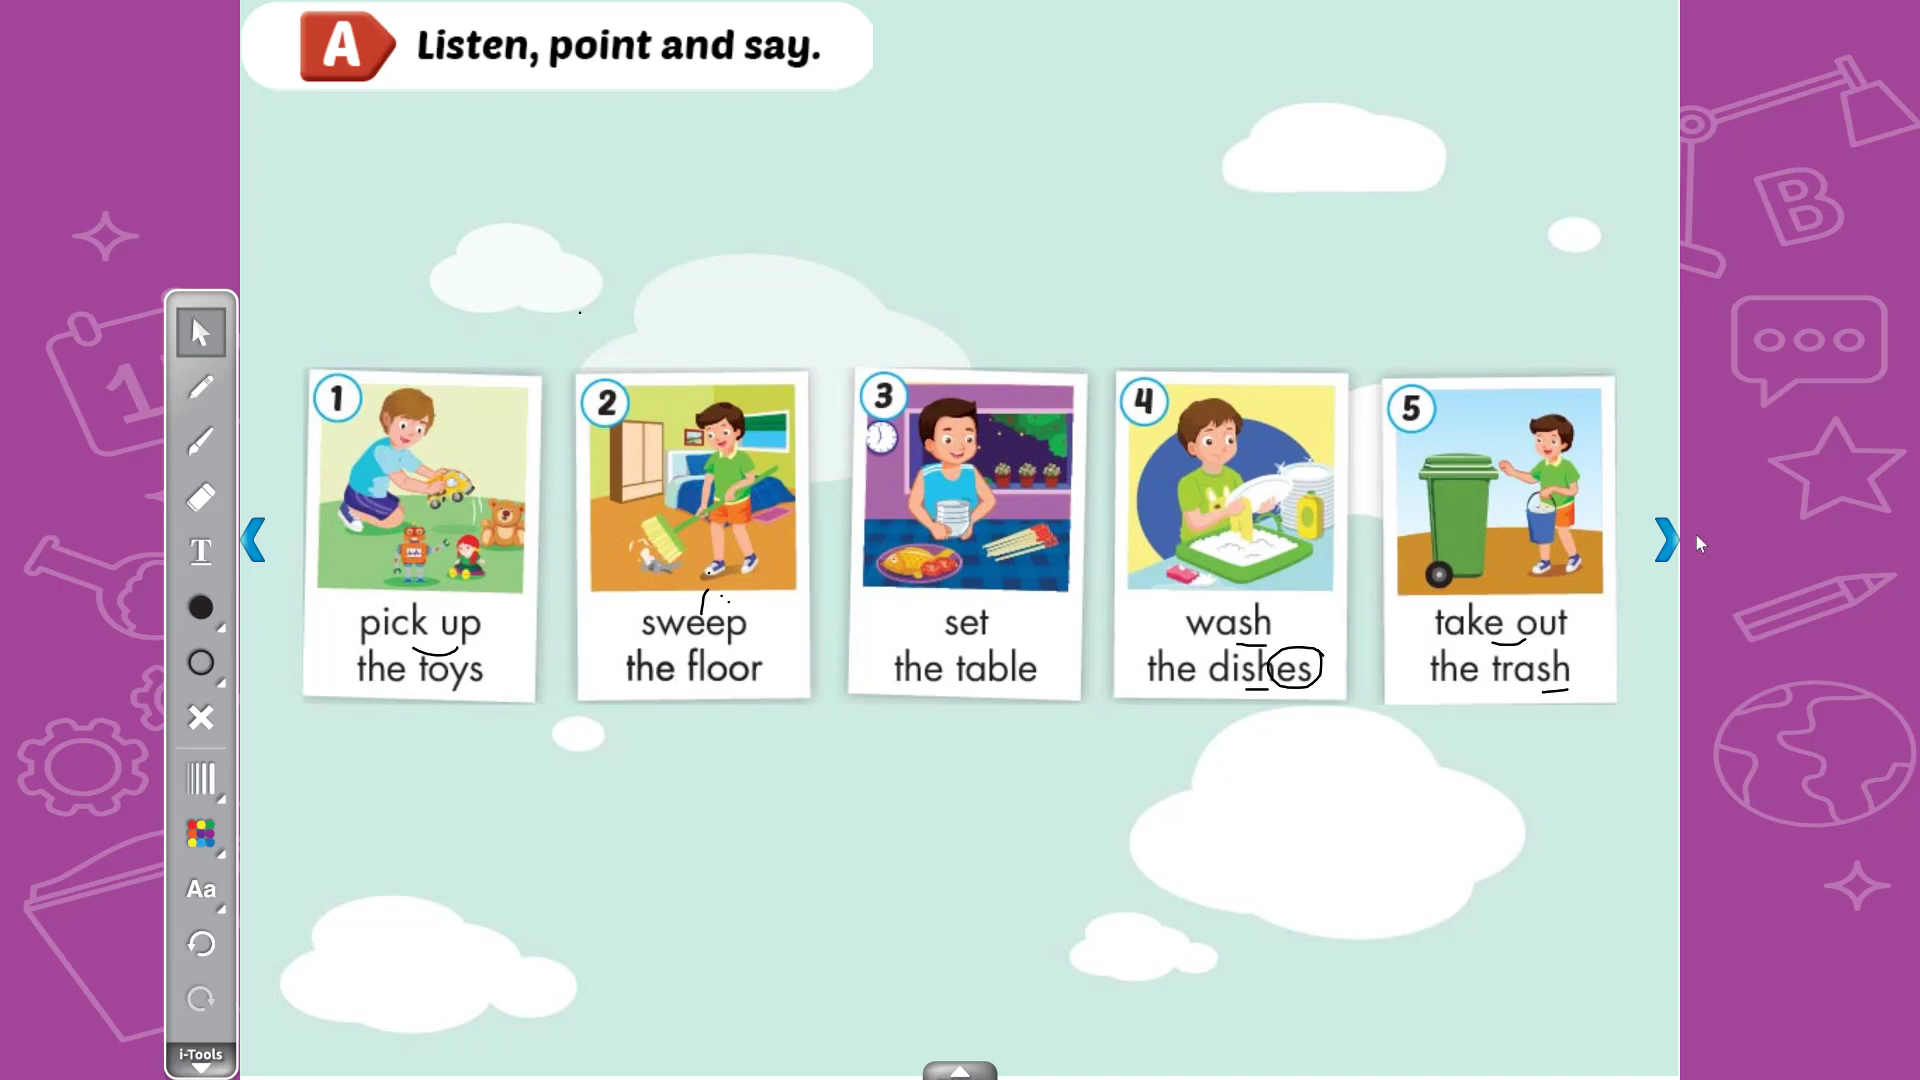 A Listen, point and say.
1
2
3
4
5
pick up
the toys
sweep
the floor
set
the table
wash
the dishes
take out
the trash
T
Aa
i-Tools
1
B